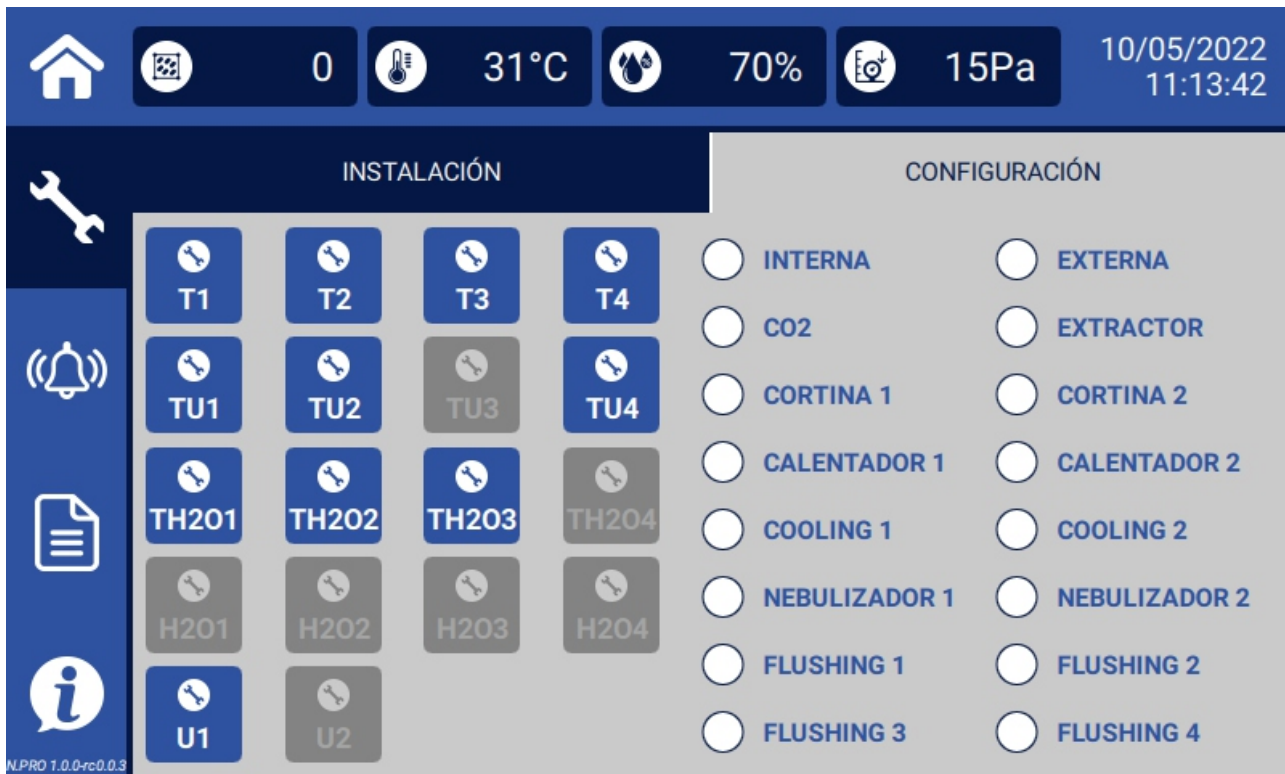 0 31°C 70% 15Pa 10/05/2022
11:13:42
INSTALACIÓN CONFIGURACIÓN
T1 T2 T3 T4
TU1 TU2 TU3 TU4
TH2O1 TH2O2 TH2O3 TH2O4
H2O1 H2O2 H2O3 H2O4
U1 U2
INTERNA EXTERNA
CO2 EXTRACTOR
CORTINA 1 CORTINA 2
CALENTADOR 1 CALENTADOR 2
COOLING 1 COOLING 2
NEBULIZADOR 1 NEBULIZADOR 2
FLUSHING 1 FLUSHING 2
FLUSHING 3 FLUSHING 4
N.PRO 1.0.0-rc0.0.3